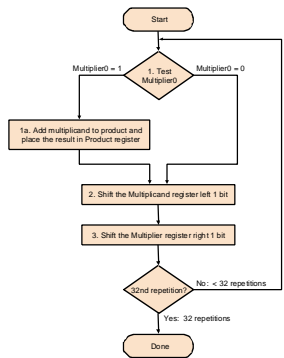 Start
Multiplier0 = 1
1. Test
Multiplier0
Multiplier0 = 0
1a. Add multicand to product and
place the result in Product register
2. Shift the Multiplicand register left 1 bit
3. Shift the Multiplier register right 1 bit
32nd repetition?
No: < 32 repetitions
Yes: 32 repetitions
Done